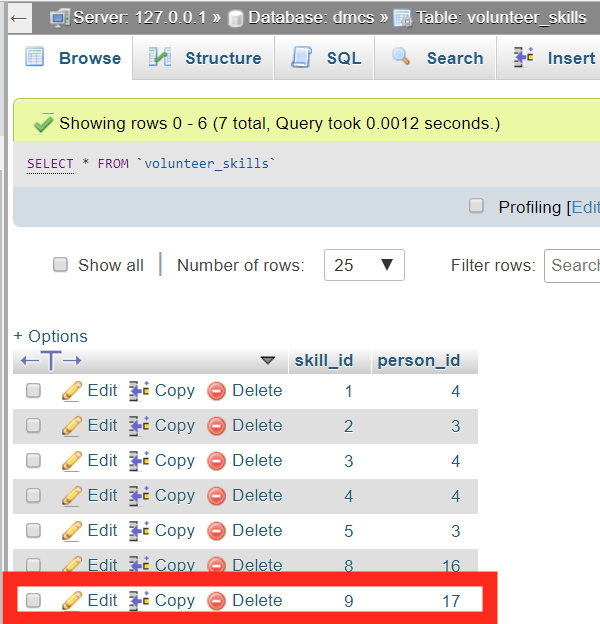 ← Server: 127.0.0.1 » Database: dmcs » Table: volunteer_skills
Browse Structure SQL Search Insert
Showing rows 0 - 6 (7 total, Query took 0.0012 seconds.)
SELECT * FROM `volunteer_skills`
Profiling [Edit
Show all | Number of rows: 25 ▼ Filter rows: Search
+ Options
←T→ ▼ skill_id person_id
Edit Copy Delete 1 4
Edit Copy Delete 2 3
Edit Copy Delete 3 4
Edit Copy Delete 4 4
Edit Copy Delete 5 3
Edit Copy Delete 8 16
Edit Copy Delete 9 17